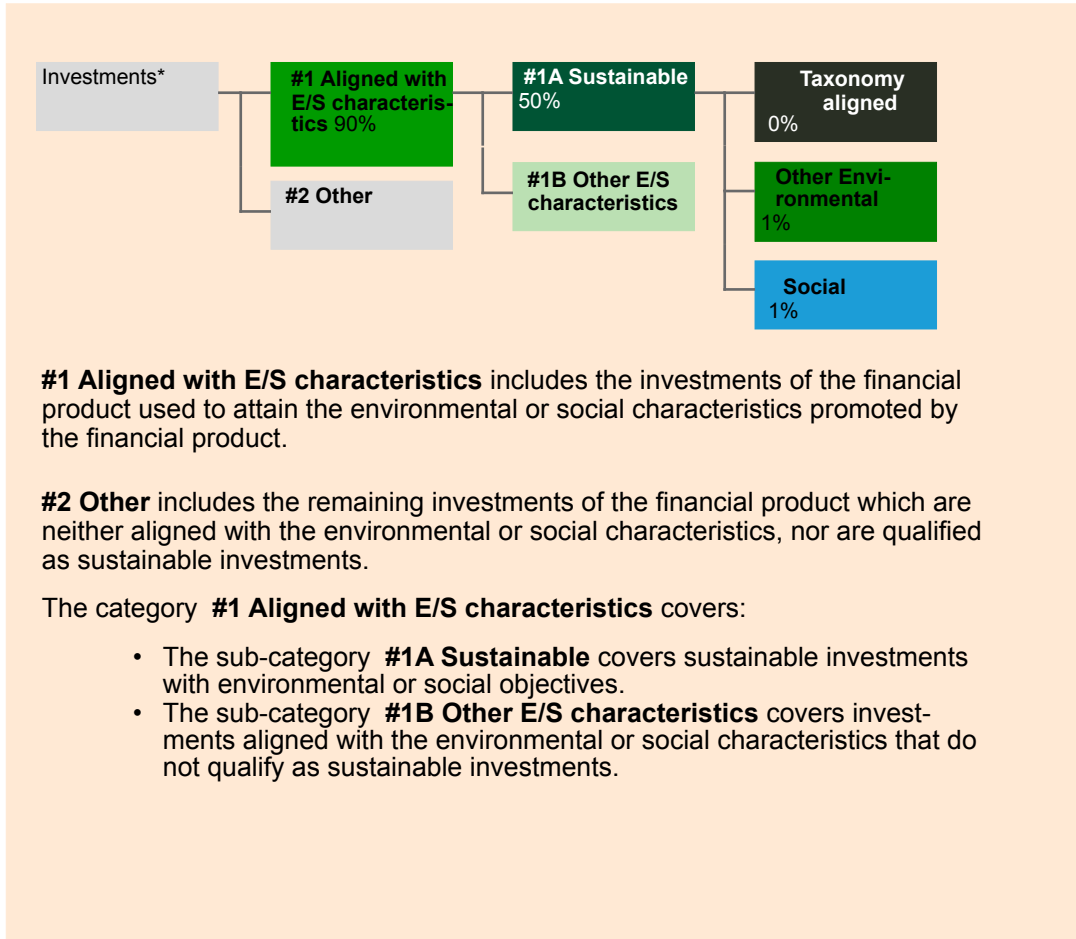 Investments*
#1 Aligned with
E/S characteris-
tics 90%
#2 Other
#1A Sustainable
50%
#1B Other E/S
characteristics
Taxonomy
aligned
0%
Other Envi-
ronmental
1%
Social
1%
#1 Aligned with E/S characteristics includes the investments of the financial
product used to attain the environmental or social characteristics promoted by
the financial product.
#2 Other includes the remaining investments of the financial product which are
neither aligned with the environmental or social characteristics, nor are qualified
as sustainable investments.
The category #1 Aligned with E/S characteristics covers:
• The sub-category #1A Sustainable covers sustainable investments
with environmental or social objectives.
• The sub-category #1B Other E/S characteristics covers invest-
ments aligned with the environmental or social characteristics that do
not qualify as sustainable investments.